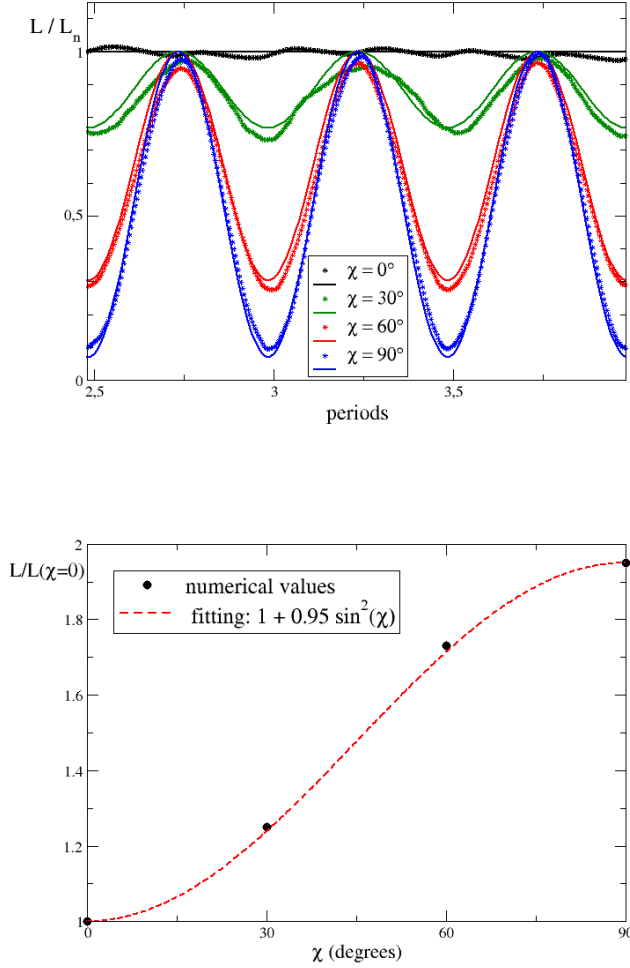 L / Lₙ
1
0,5
0
χ = 0°
χ = 30°
χ = 60°
χ = 90°
2,5 3 3,5
periods
2
L/L(χ=0)
1.8
1.6
1.4
1.2
1
numerical values
fitting: 1 + 0.95 sin²(χ)
0 30 60 90
χ (degrees)